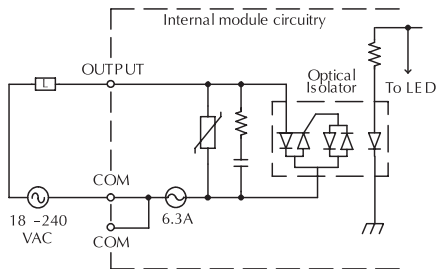 Internal module circuitry
OUTPUT
Optical
Isolator
L
To LED
COM
6.3A
18 -240
VAC
COM